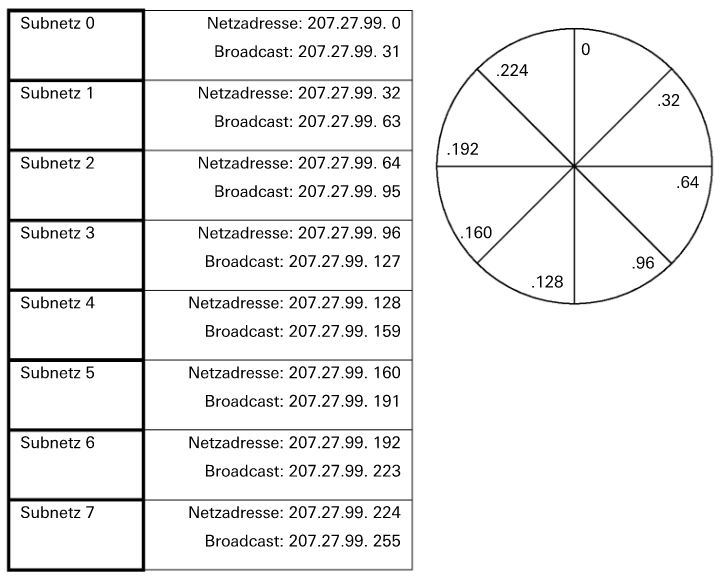 Subnetz 0
Netzadresse: 207.27.99. 0
Broadcast: 207.27.99. 31
Subnetz 1
Netzadresse: 207.27.99. 32
Broadcast: 207.27.99. 63
Subnetz 2
Netzadresse: 207.27.99. 64
Broadcast: 207.27.99. 95
Subnetz 3
Netzadresse: 207.27.99. 96
Broadcast: 207.27.99. 127
Subnetz 4
Netzadresse: 207.27.99. 128
Broadcast: 207.27.99. 159
Subnetz 5
Netzadresse: 207.27.99. 160
Broadcast: 207.27.99. 191
Subnetz 6
Netzadresse: 207.27.99. 192
Broadcast: 207.27.99. 223
Subnetz 7
Netzadresse: 207.27.99. 224
Broadcast: 207.27.99. 255
0
.32
.64
.96
.128
.160
.192
.224